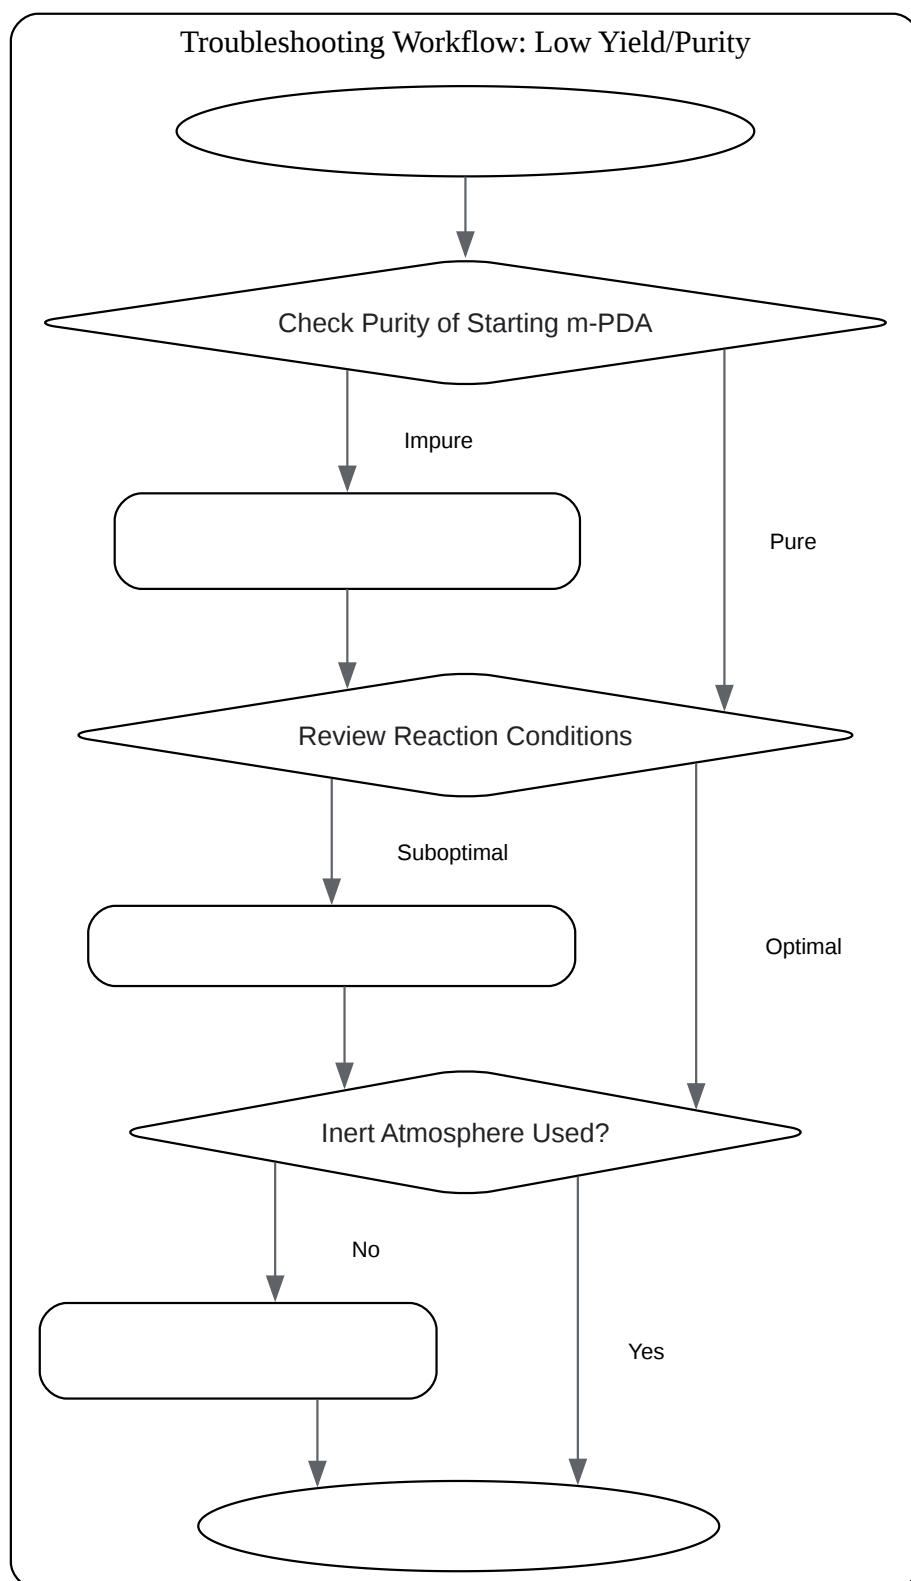 Troubleshooting Workflow: Low Yield/Purity
Check Purity of Starting m-PDA
Impure
Pure
Review Reaction Conditions
Suboptimal
Optimal
Inert Atmosphere Used?
No
Yes